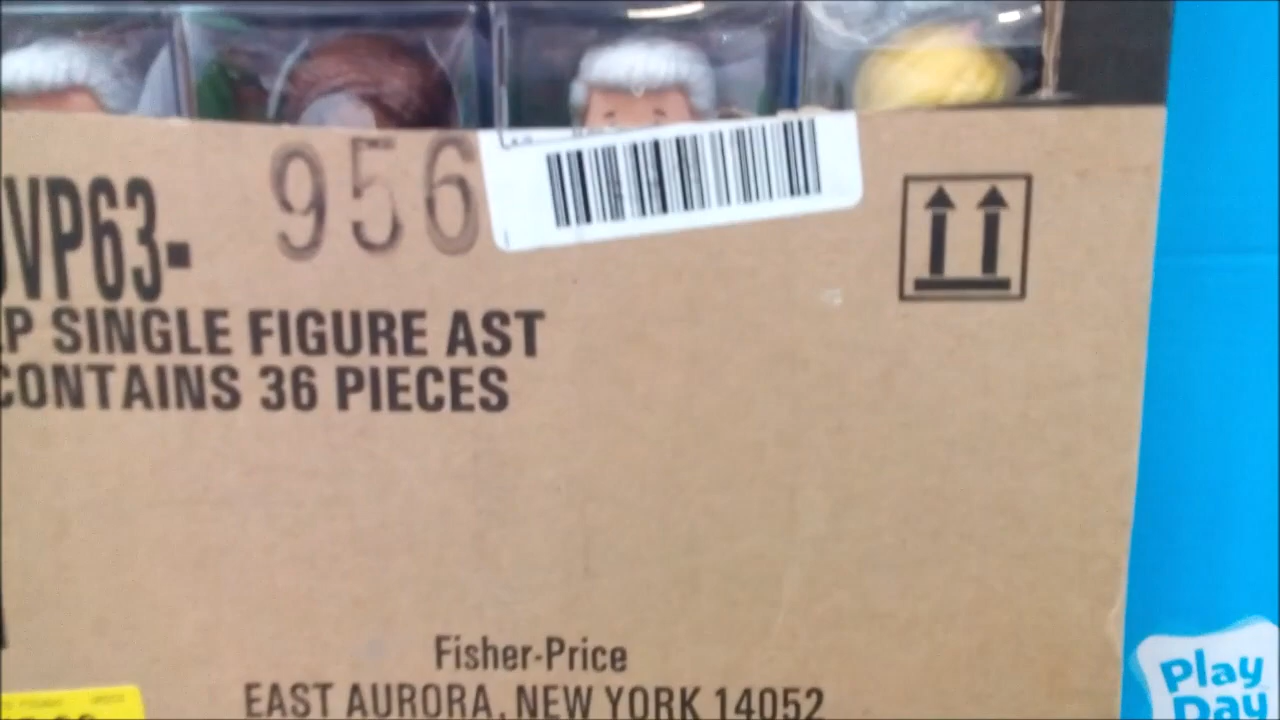 956
VP63-
P SINGLE FIGURE AST
CONTAINS 36 PIECES
Fisher-Price
EAST AURORA, NEW YORK 14052
Play
Day